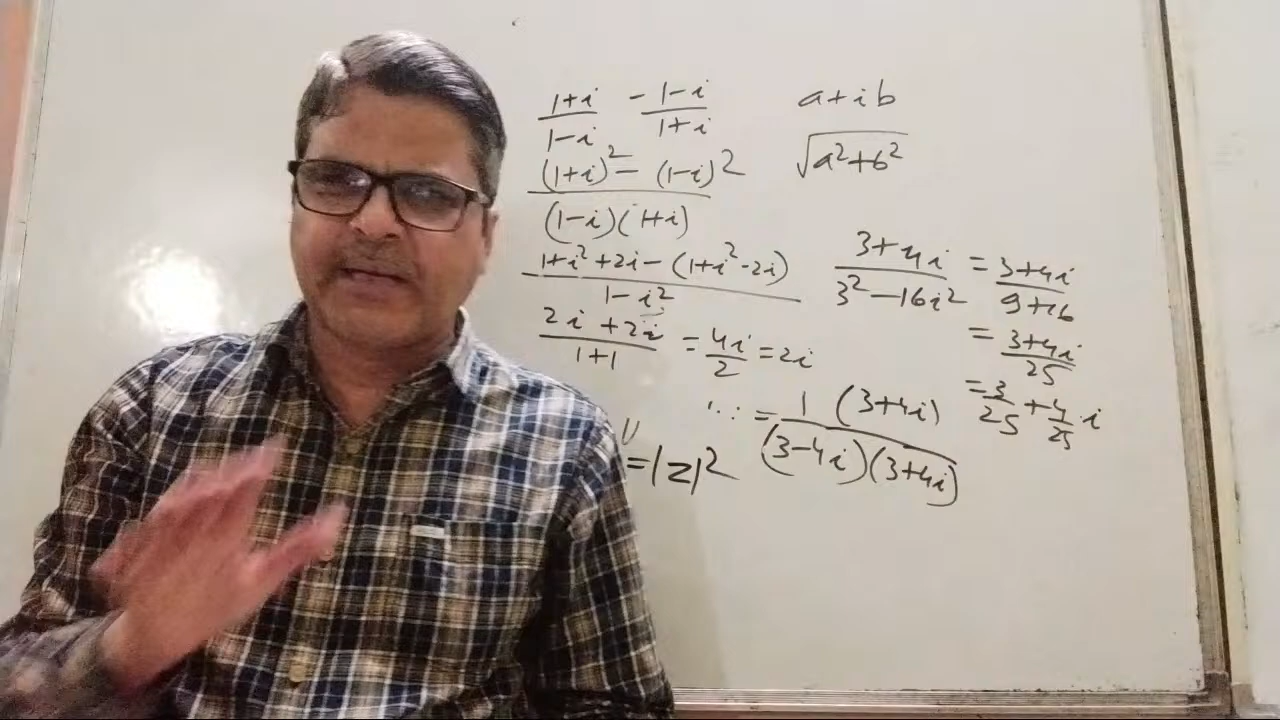 (1+i)/(1-i) - (1-i)/(1+i)
((1+i)² - (1-i)²)/((1-i)(1+i))
(1+i²+2i-(1+i²-2i))/(1-i²)
(2i+2i)/(1+1) = 4i/2 = 2i
=|z|²
a+ib
√(a²+b²)
(3+4i)/(3²-16i²) = (3+4i)/(9+16)
= (3+4i)/25
= 3/25 + 4/25 i
= 1(3+4i)/((3-4i)(3+4i))